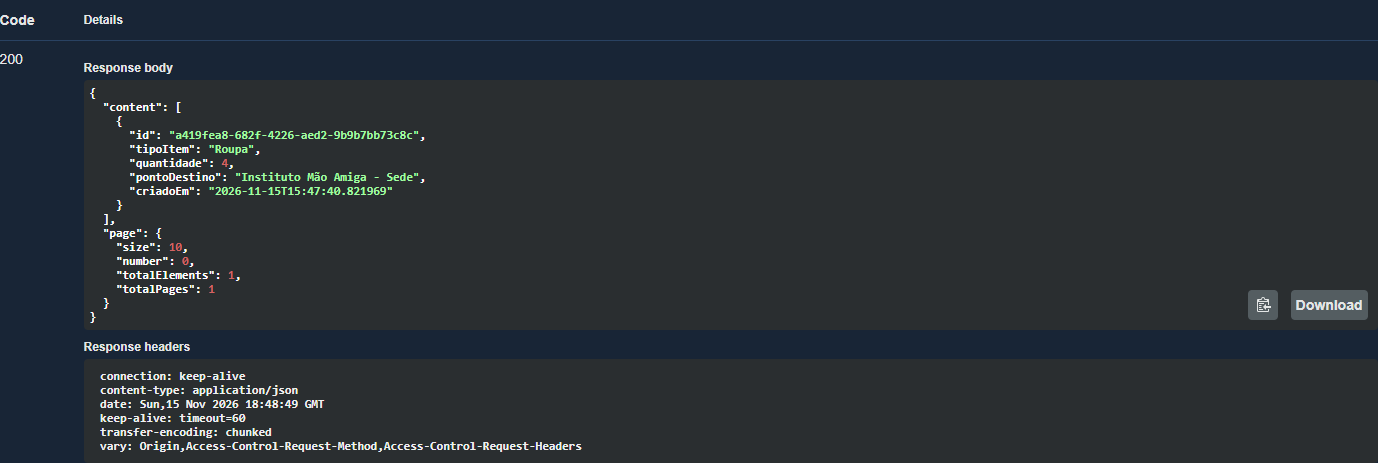 Code Details
200
Response body
{
  "content": [
    {
      "id": "a419fea8-682f-4226-aed2-9b9b7bb73c8c",
      "tipoItem": "Roupa",
      "quantidade": 4,
      "pontoDestino": "Instituto Mão Amiga - Sede",
      "criadoEm": "2026-11-15T15:47:40.821969"
    }
  ],
  "page": {
    "size": 10,
    "number": 0,
    "totalElements": 1,
    "totalPages": 1
  }
}
Download
Response headers
connection: keep-alive
content-type: application/json
date: Sun,15 Nov 2026 18:48:49 GMT
keep-alive: timeout=60
transfer-encoding: chunked
vary: Origin,Access-Control-Request-Method,Access-Control-Request-Headers